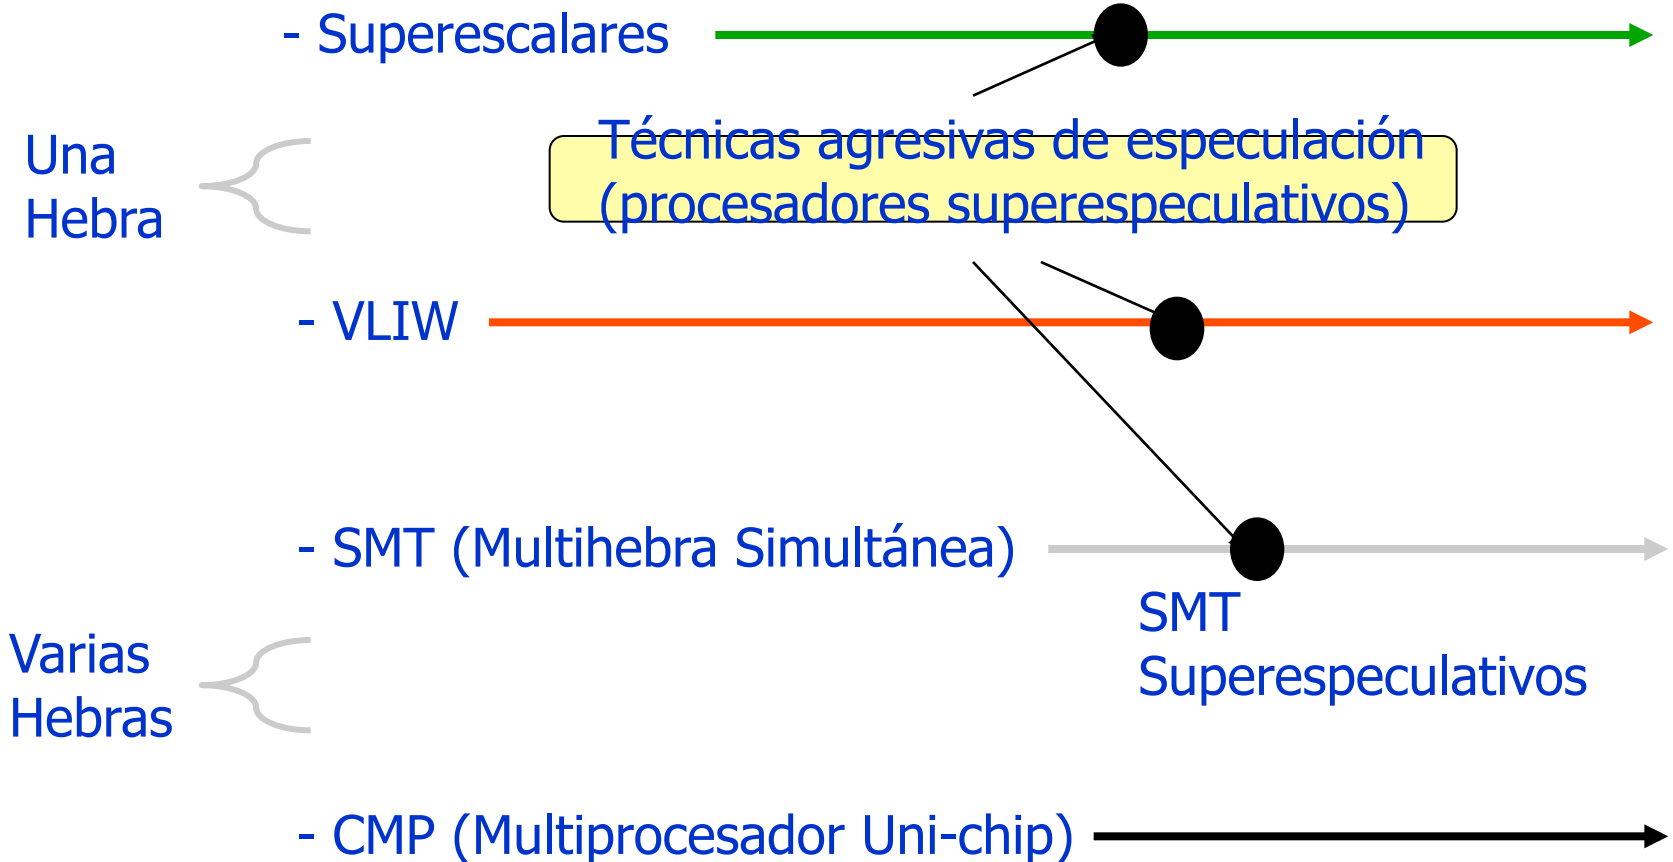 - Superescalares
Una
Hebra
Técnicas agresivas de especulación
(procesadores superespeculativos)
- VLIW
- SMT (Multihebra Simultánea)
SMT
Superespeculativos
Varias
Hebras
- CMP (Multiprocesador Uni-chip)